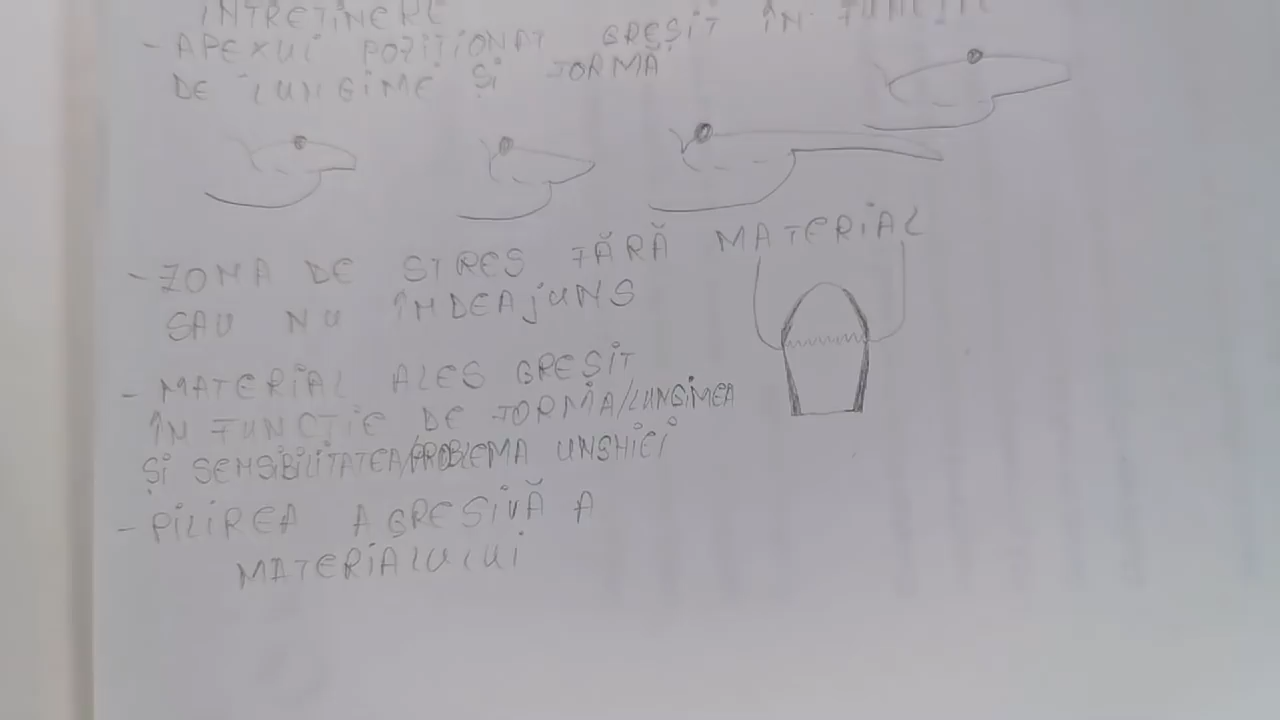 ÎNTREȚINERE
- APEXUL POZIȚIONAT GREȘIT ÎN FUNCȚIE
DE LUNGIME ȘI FORMĂ
- ZONA DE STRES FĂRĂ MATERIAL
SAU NU ÎNDEAJUNS
- MATERIAL ALES GREȘIT
ÎN FUNCȚIE DE FORMA/LUNGIMEA
ȘI SENSIBILITATEA/PROBLEMA UNGHIEI
- PILIREA AGRESIVĂ A
MATERIALULUI